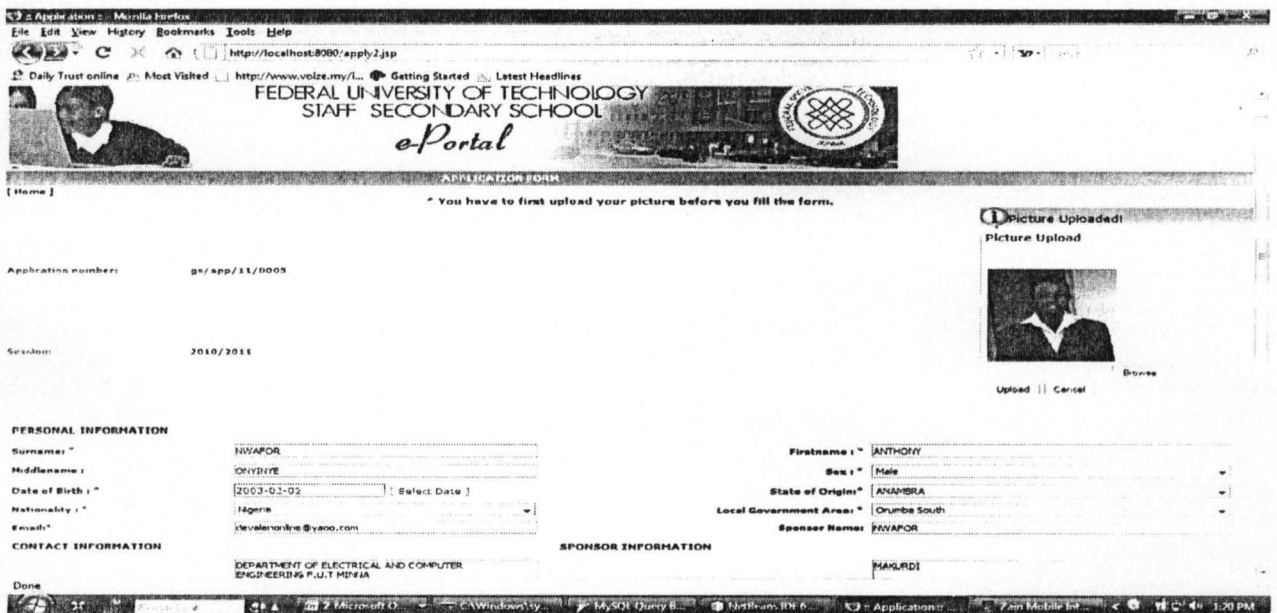 :: Application :: Mozilla Firefox
File Edit View History Bookmarks Tools Help
http://localhost:8080/apply2.jsp
Daily Trust online Most Visited http://www.volze.my/i... Getting Started Latest Headlines
FEDERAL UNIVERSITY OF TECHNOLOGY
STAFF SECONDARY SCHOOL
e-Portal
APPLICATION FORM
[ Home ]
* You have to first upload your picture before you fill the form.
Picture Uploaded!
Picture Upload
Application number: gs/app/11/0005
Session: 2010/2011
Browse
Upload || Cancel
PERSONAL INFORMATION
Surname: * NWAFOR Firstname : * ANTHONY
Middlename : ONYINYE Sex : * Male
Date of Birth : * 2003-03-02 [ Select Date ] State of Origin: * ANAMBRA
Nationality : * Nigeria Local Government Area: * Orumba South
Email: * devalenonline@yaoo.com Sponsor Name: NWAFOR
CONTACT INFORMATION SPONSOR INFORMATION
DEPARTMENT OF ELECTRICAL AND COMPUTER MAKURDI
ENGINEERING F.U.T MINNA
Done
2 Microsoft O... C:\Windows\sy... MySQL Query B... NetBeans IDE 6... :: Application :: ... Zain Mobile Int... 1:20 PM